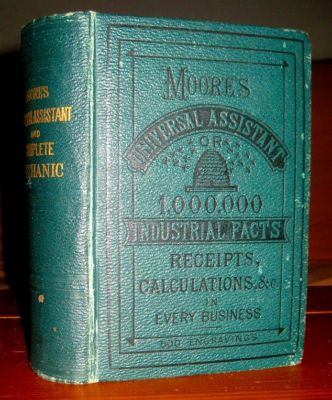 MOORE'S
UNIVERSAL ASSISTANT
AND
COMPLETE
MECHANIC
MOORE'S
UNIVERSAL ASSISTANT
OR
1,000,000
INDUSTRIAL FACTS
RECEIPTS,
CALCULATIONS, &c
IN
EVERY BUSINESS
500 ENGRAVINGS